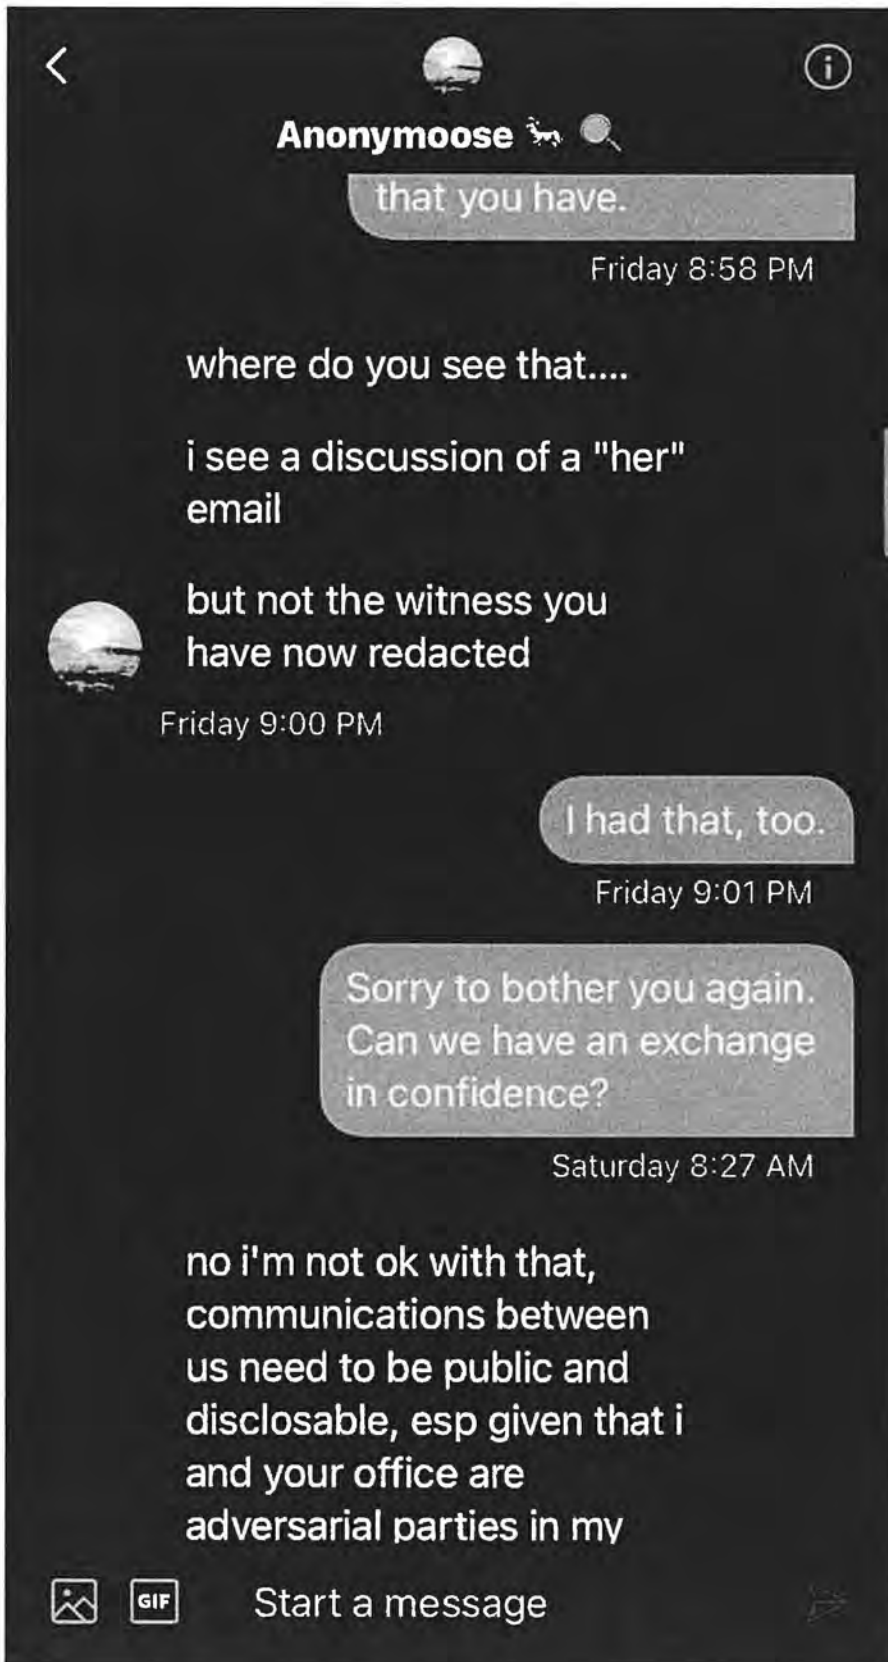 Anonymoose
that you have.
Friday 8:58 PM
where do you see that....
i see a discussion of a "her"
email
but not the witness you
have now redacted
Friday 9:00 PM
I had that, too.
Friday 9:01 PM
Sorry to bother you again.
Can we have an exchange
in confidence?
Saturday 8:27 AM
no i'm not ok with that,
communications between
us need to be public and
disclosable, esp given that i
and your office are
adversarial parties in my
GIF
Start a message